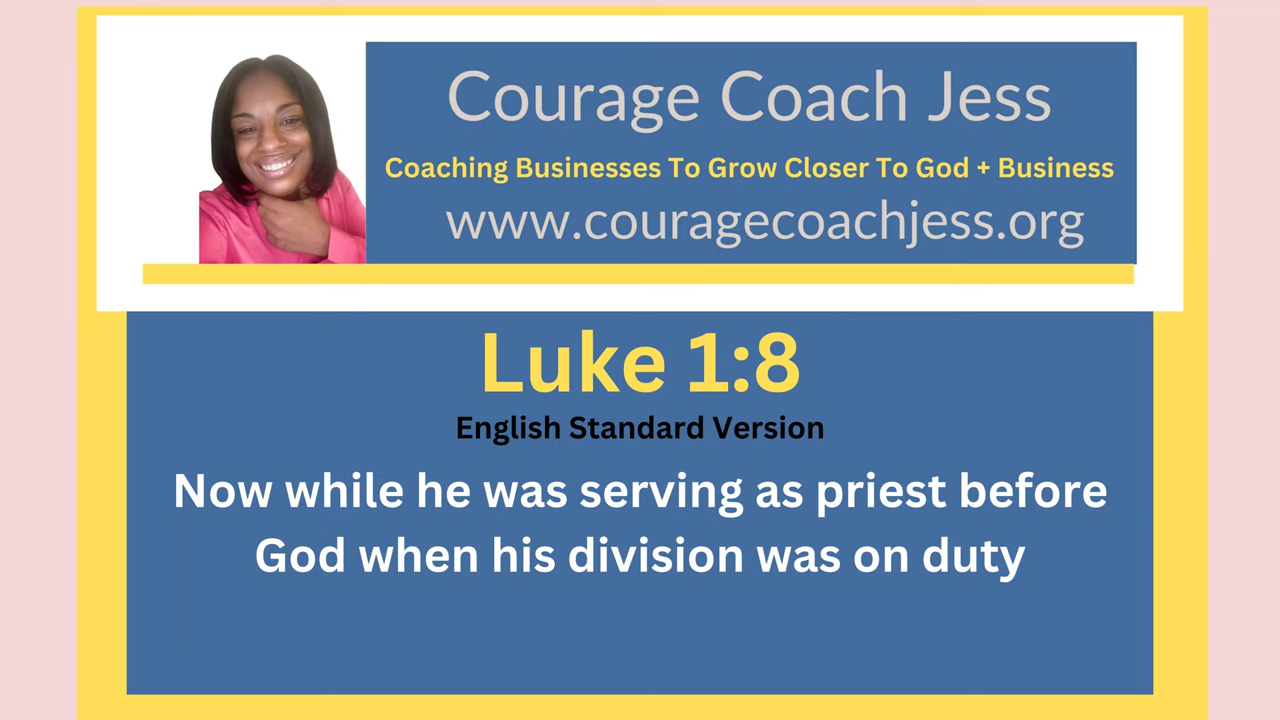 Courage Coach Jess
Coaching Businesses To Grow Closer To God + Business
www.couragecoachjess.org
Luke 1:8
English Standard Version
Now while he was serving as priest before
God when his division was on duty